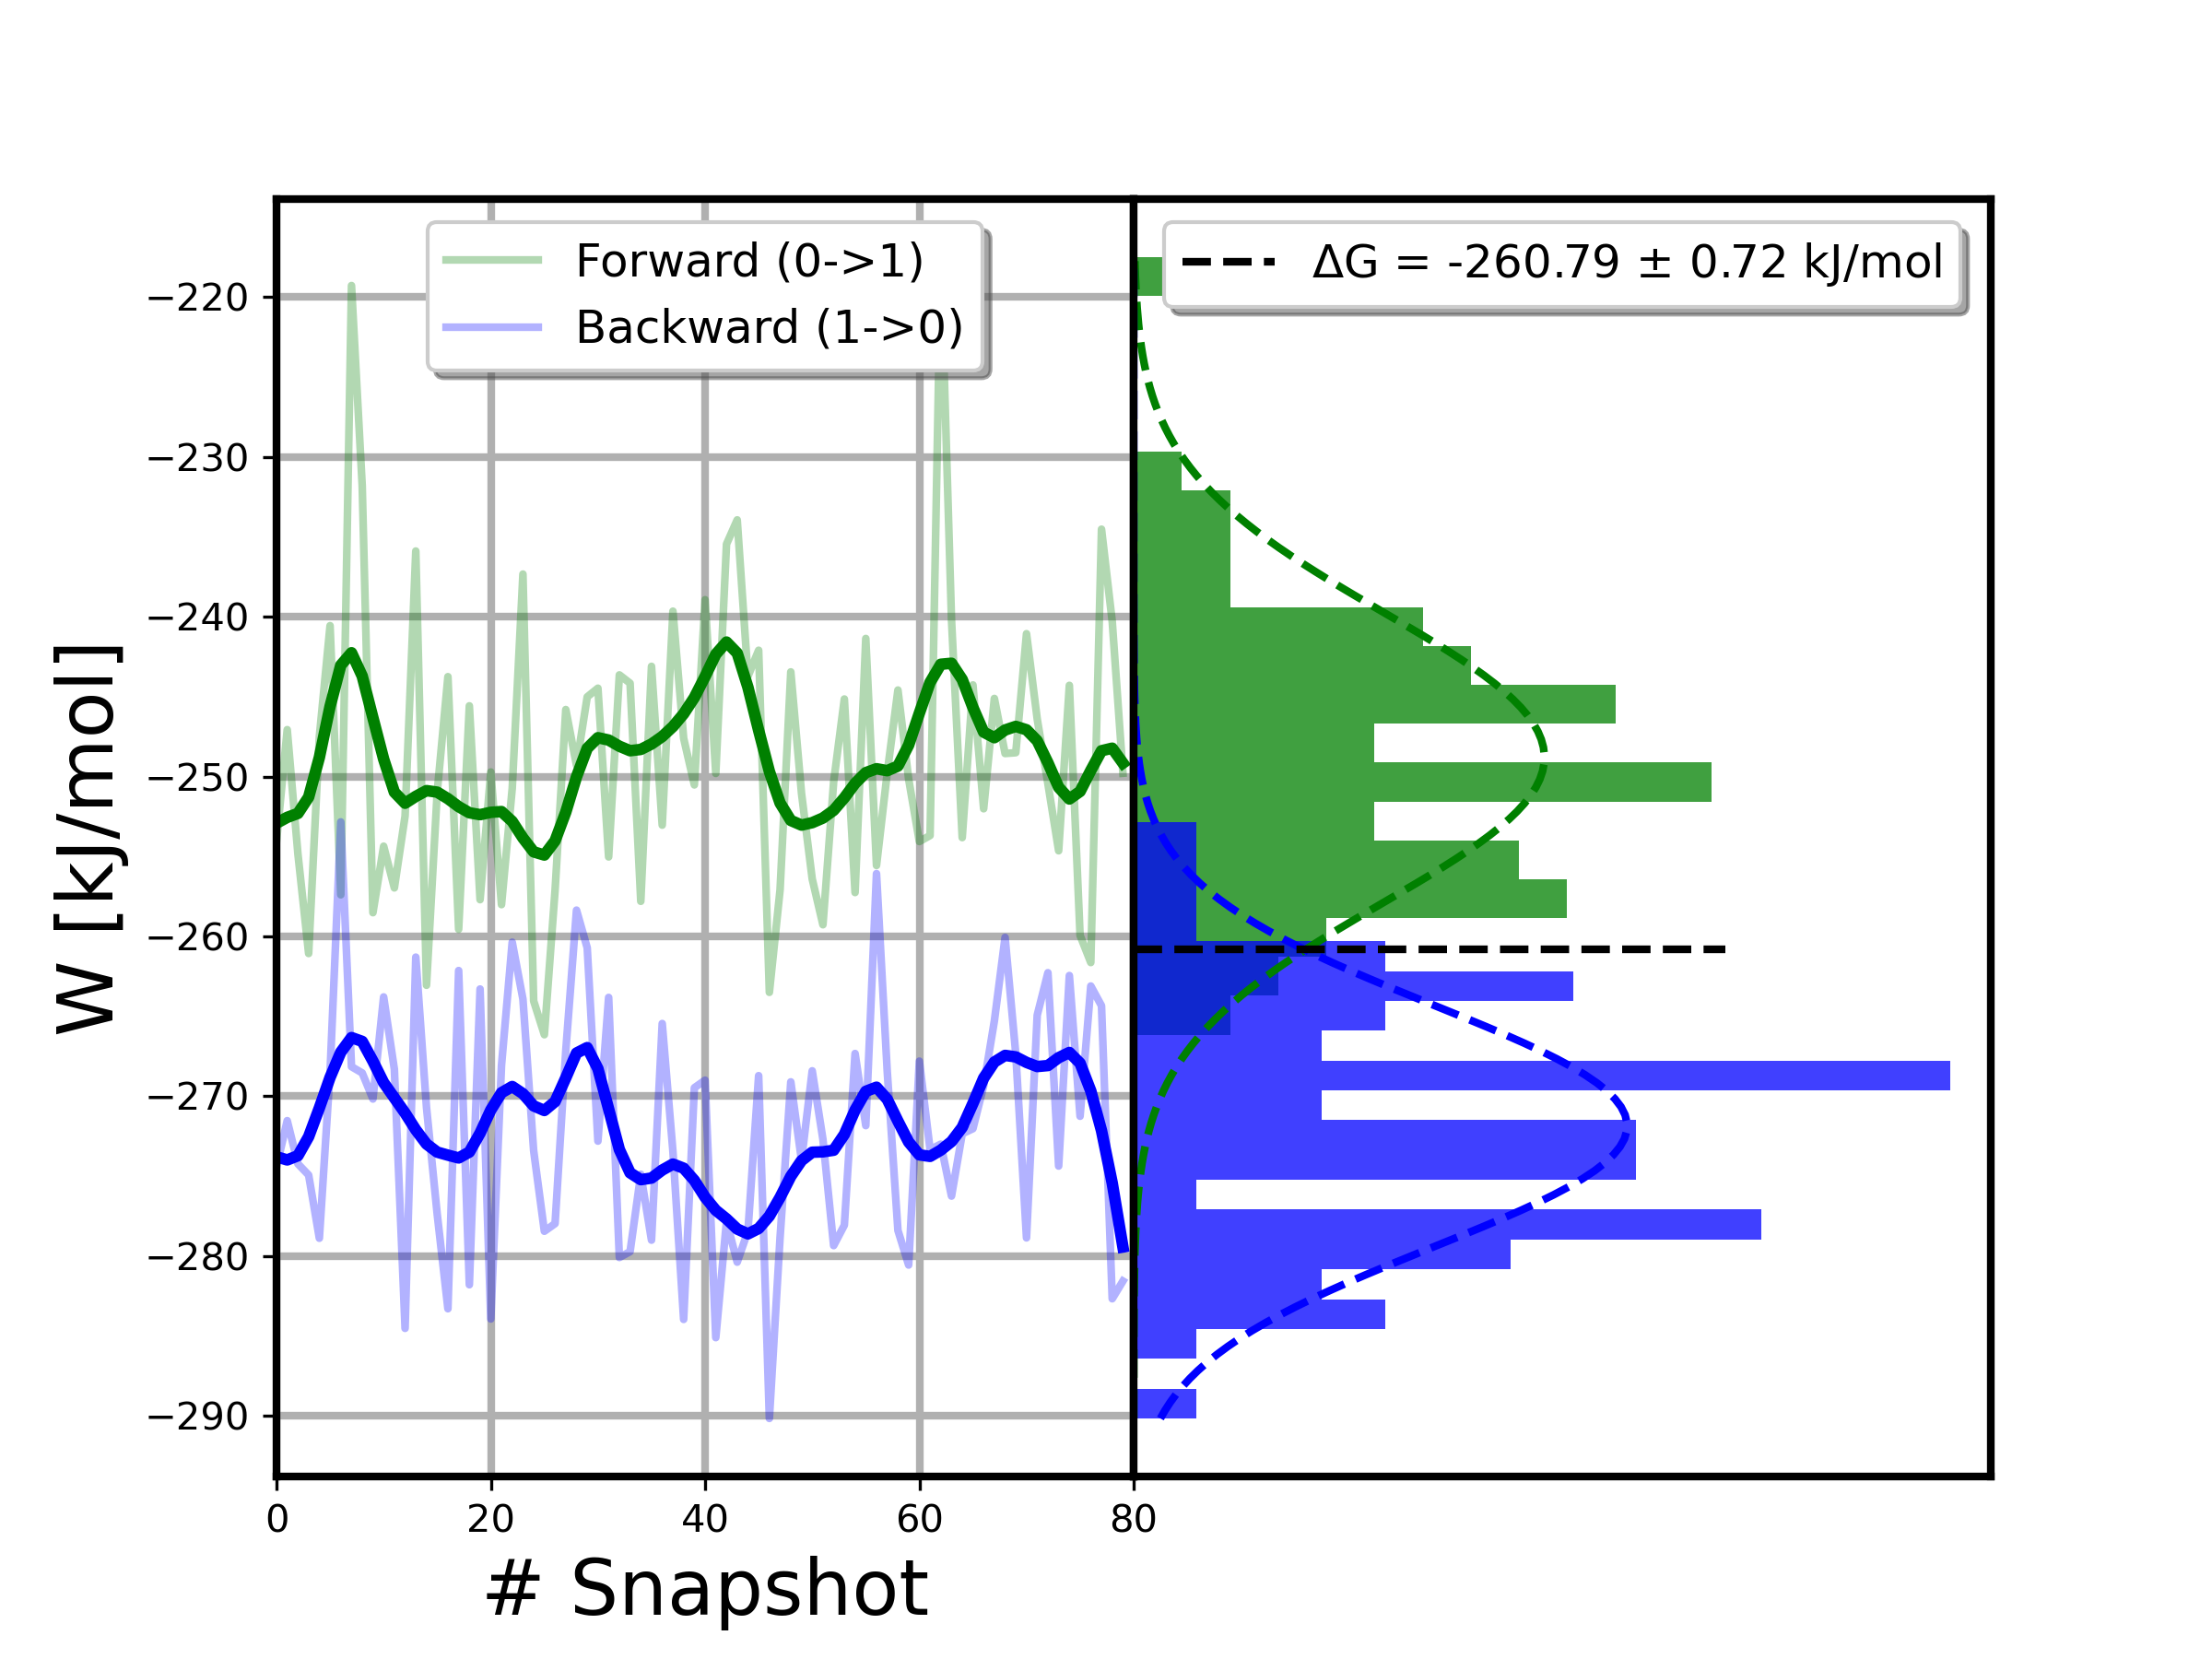 Forward (0->1)
Backward (1->0)
ΔG = -260.79 ± 0.72 kJ/mol
−220
−230
−240
−250
−260
−270
−280
−290
W [kJ/mol]
0 20 40 60 80
# Snapshot